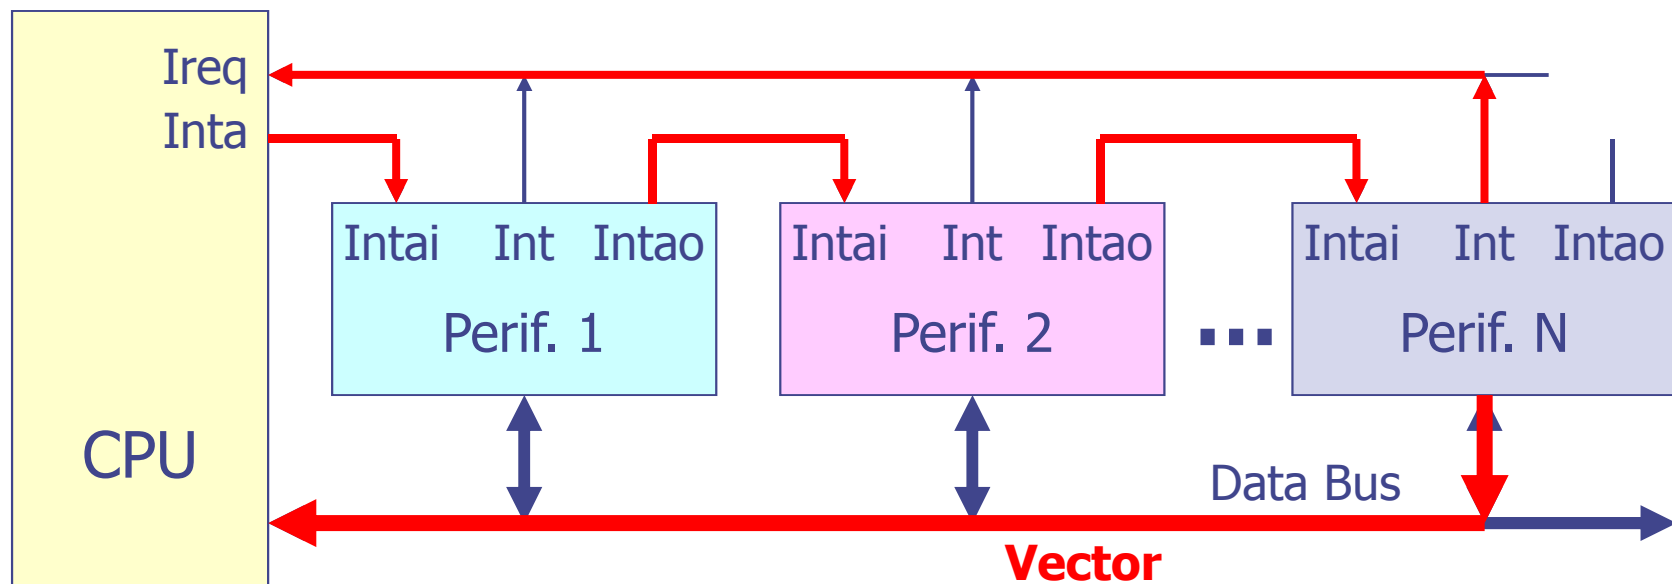 Ireq
Inta
Intai Int Intao
Intai Int Intao
Intai Int Intao
Perif. 1
Perif. 2
...
Perif. N
CPU
Data Bus
Vector